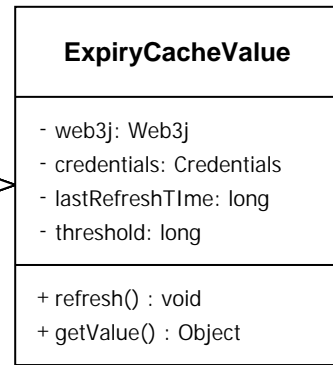 ExpiryCacheValue
- web3j: Web3j
- credentials: Credentials
- lastRefreshTIme: long
- threshold: long
+ refresh() : void
+ getValue() : Object